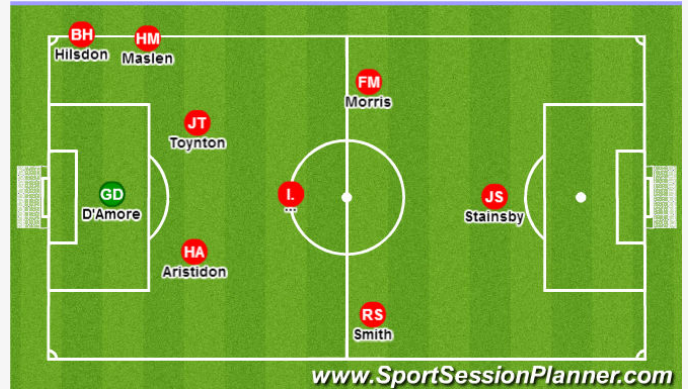 BH
Hilsdon
HM
Maslen
FM
Morris
JT
Toynton
GD
D'Amore
I.
...
JS
Stainsby
HA
Aristidon
RS
Smith
www.SportSessionPlanner.com